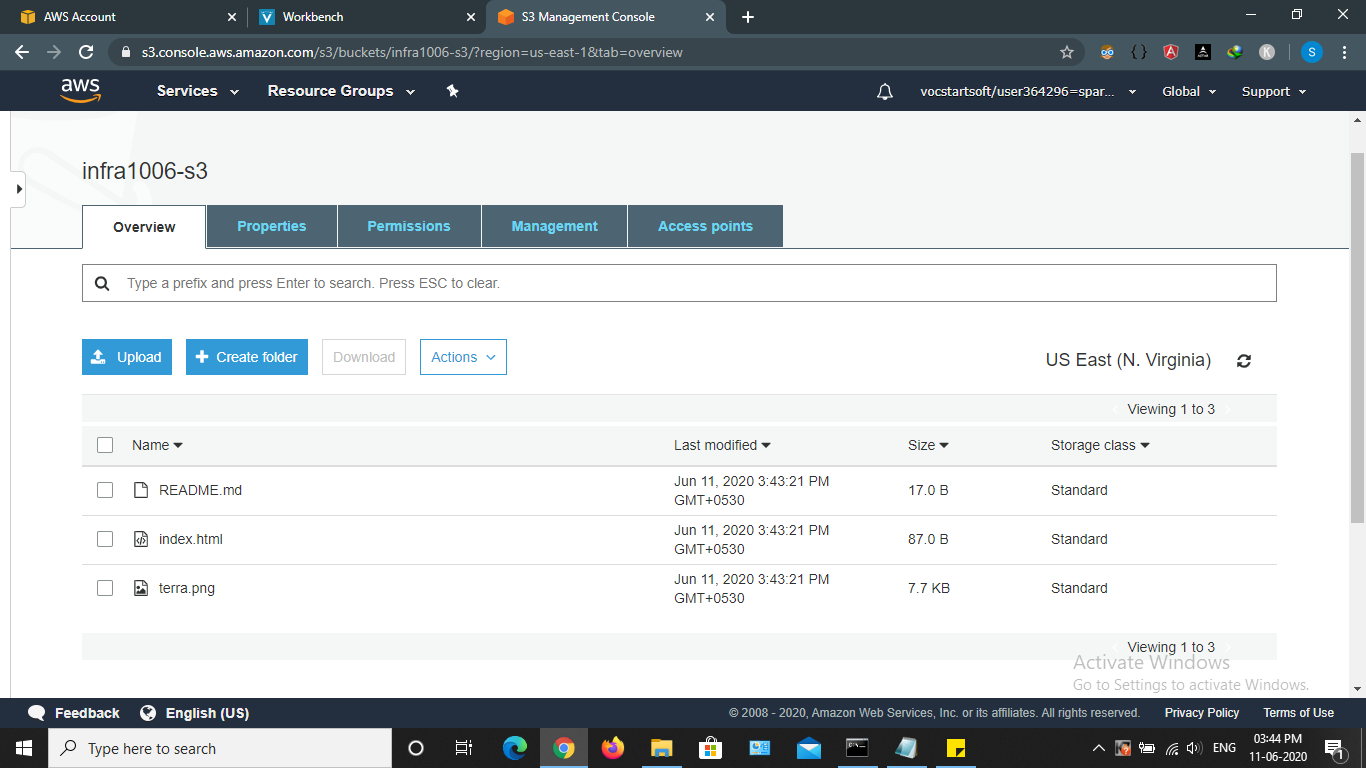 AWS Account
Workbench
S3 Management Console
s3.console.aws.amazon.com/s3/buckets/infra1006-s3/?region=us-east-1&tab=overview
S
K
aws
Services
Resource Groups
vocstartsoft/user364296=spar...
Global
Support
infra1006-s3
Overview
Properties
Permissions
Management
Access points
Type a prefix and press Enter to search. Press ESC to clear.
Upload
Create folder
Download
Actions
US East (N. Virginia)
Viewing 1 to 3
Name
Last modified
Size
Storage class
README.md
Jun 11, 2020 3:43:21 PM
GMT+0530
17.0 B
Standard
index.html
Jun 11, 2020 3:43:21 PM
GMT+0530
87.0 B
Standard
terra.png
Jun 11, 2020 3:43:21 PM
GMT+0530
7.7 KB
Standard
Viewing 1 to 3
Activate Windows
Go to Settings to activate Windows.
Feedback
English (US)
© 2008 - 2020, Amazon Web Services, Inc. or its affiliates. All rights reserved.
Privacy Policy
Terms of Use
Type here to search
ENG
03:44 PM
11-06-2020
1